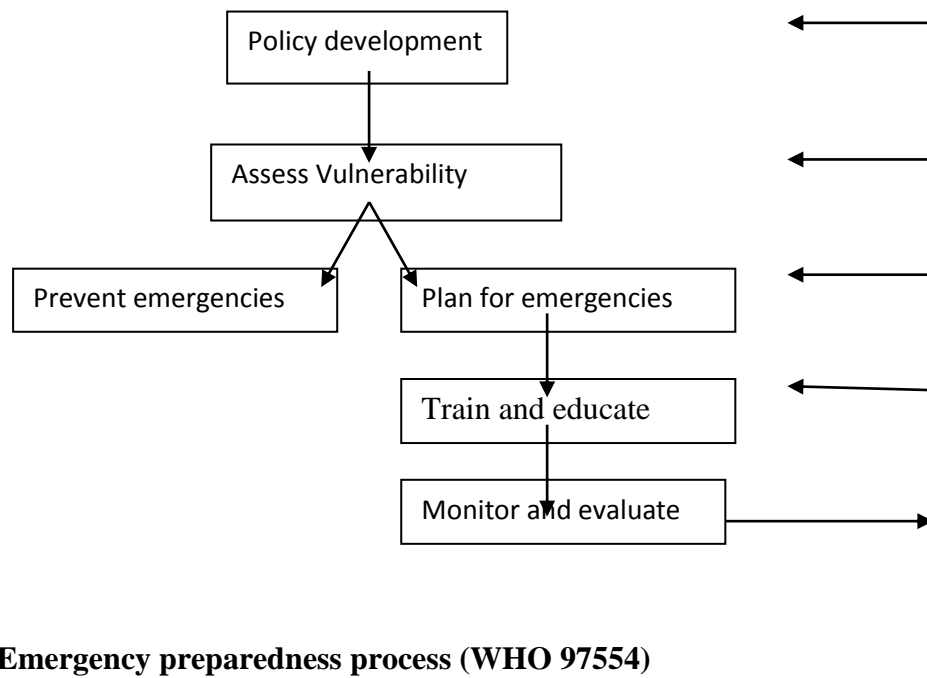 Policy development
Assess Vulnerability
Prevent emergencies
Plan for emergencies
Train and educate
Monitor and evaluate
Emergency preparedness process (WHO 97554)